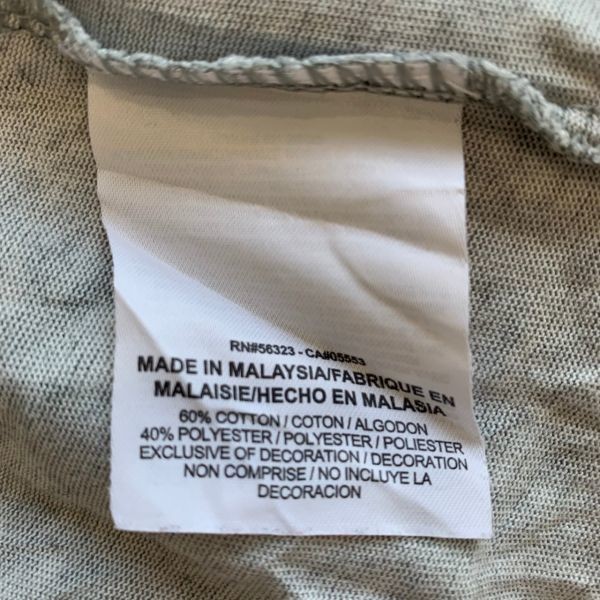 RN#56323 - CA#05553
MADE IN MALAYSIA/FABRIQUE EN
MALAISIE/HECHO EN MALASIA
60% COTTON / COTON / ALGODON
40% POLYESTER / POLYESTER / POLIESTER
EXCLUSIVE OF DECORATION / DECORATION
NON COMPRISE / NO INCLUYE LA
DECORACION